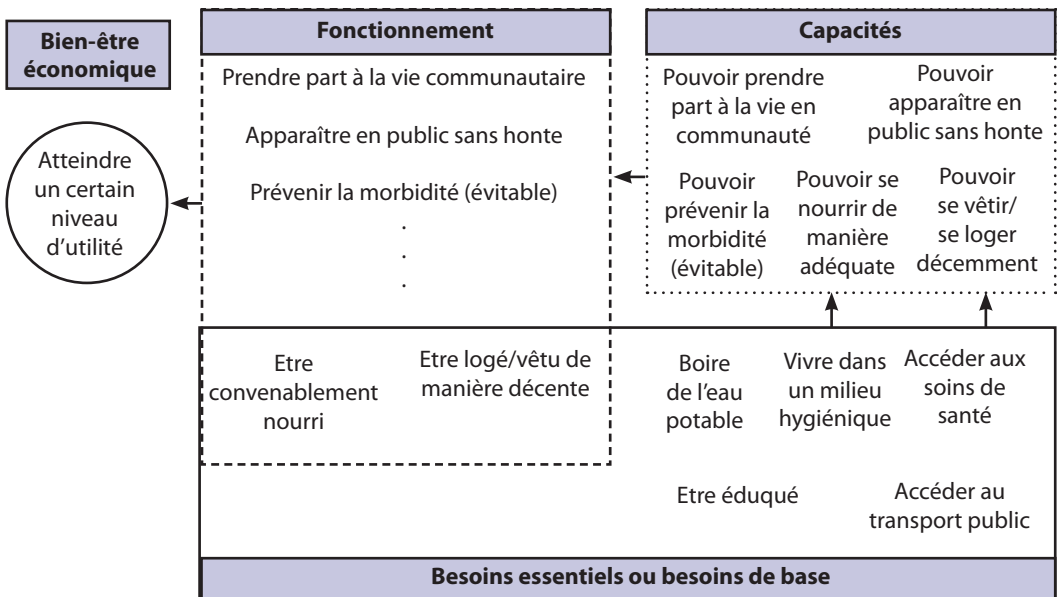 Bien-être
économique
Atteindre
un certain
niveau
d'utilité
Fonctionnement
Prendre part à la vie communautaire
Apparaître en public sans honte
Prévenir la morbidité (évitable)
.
.
.
Capacités
Pouvoir prendre
part à la vie en
communauté
Pouvoir
apparaître en
public sans honte
Pouvoir
prévenir la
morbidité
(évitable)
Pouvoir se
nourrir de
manière
adéquate
Pouvoir
se vêtir/
se loger
décemment
Etre
convenablement
nourri
Etre logé/vêtu de
manière décente
Boire
de l'eau
potable
Vivre dans
un milieu
hygiénique
Accéder aux
soins de
santé
Etre éduqué
Accéder au
transport public
Besoins essentiels ou besoins de base